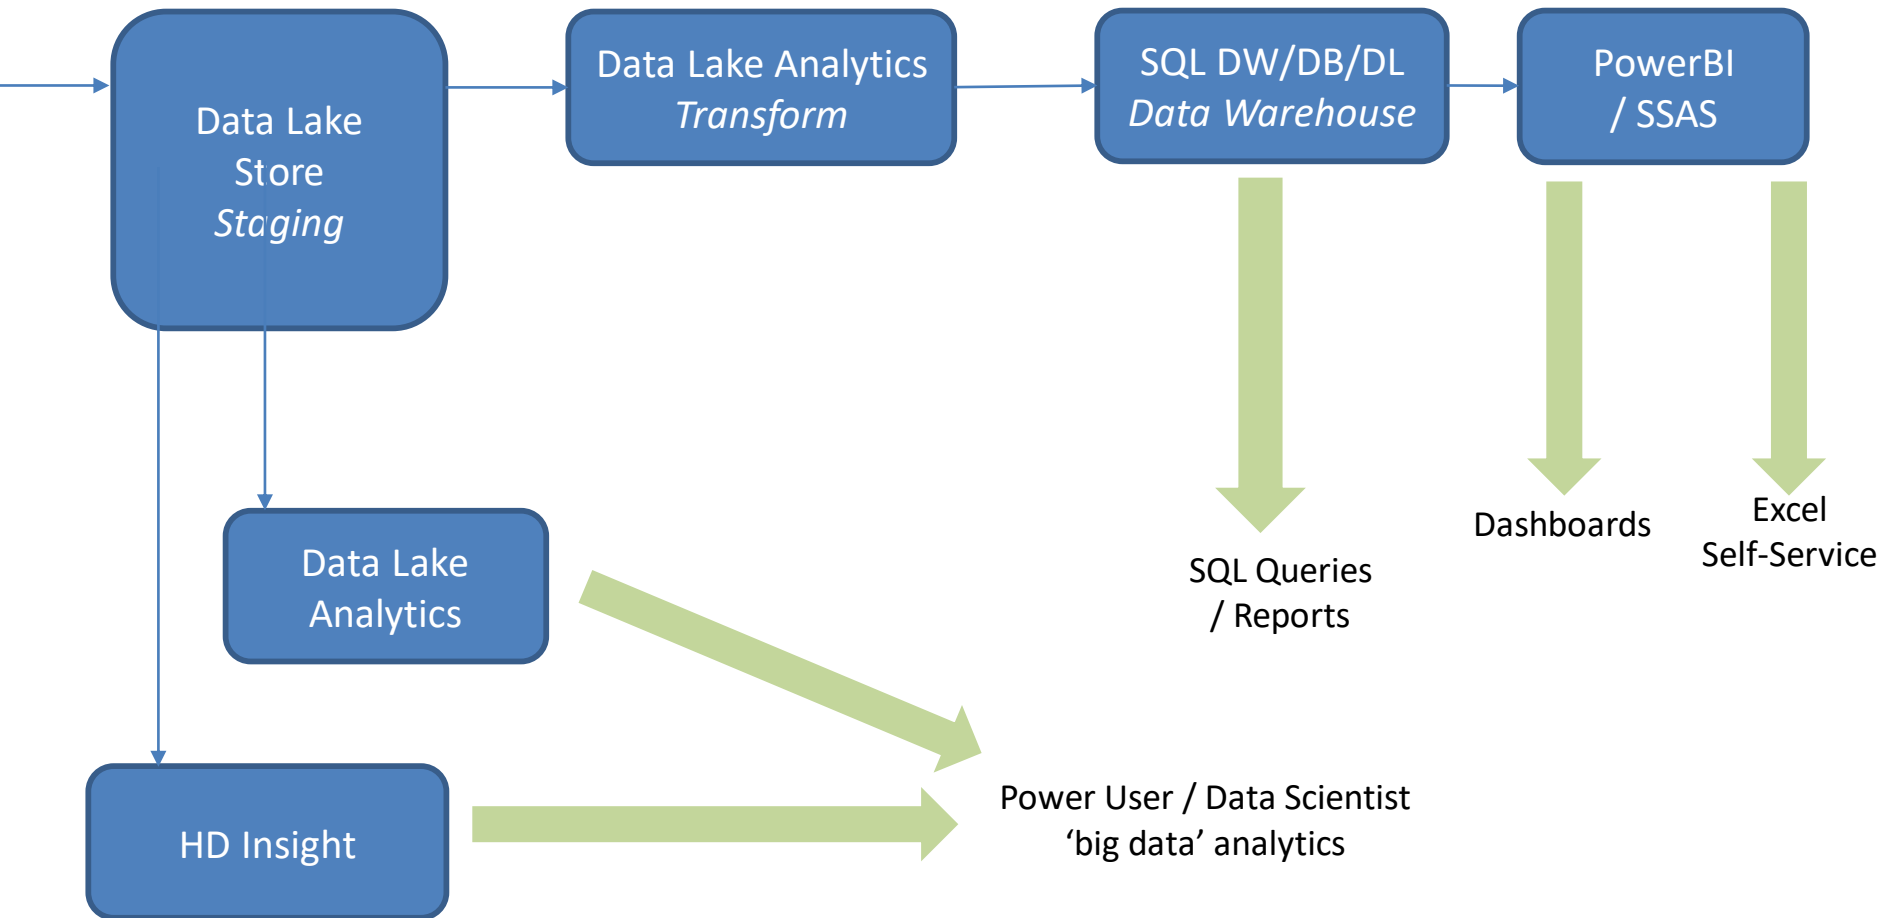 Data Lake
Store
Staging
Data Lake Analytics
Transform
SQL DW/DB/DL
Data Warehouse
PowerBI
/ SSAS
Dashboards
Excel
Self-Service
SQL Queries
/ Reports
Data Lake
Analytics
HD Insight
Power User / Data Scientist
‘big data’ analytics